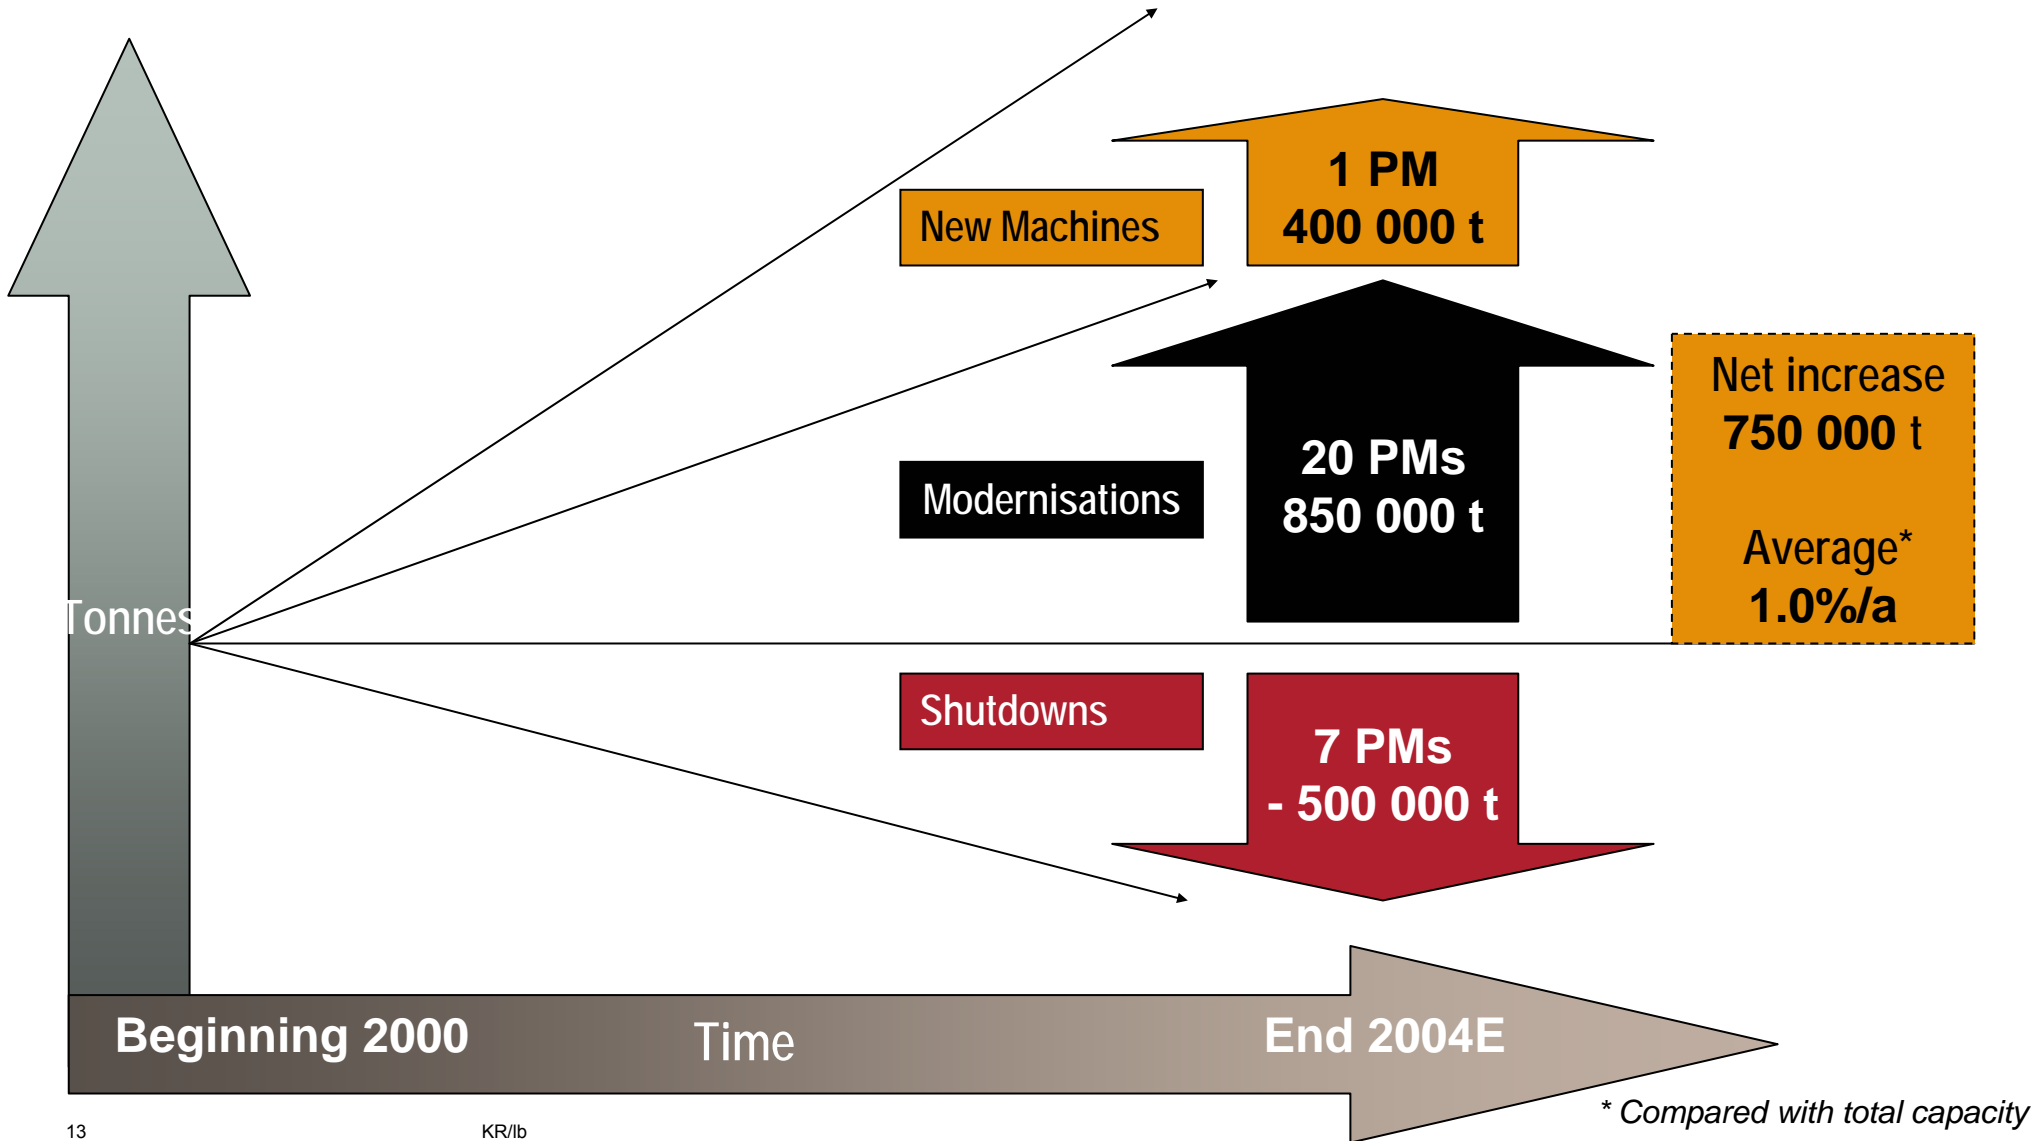 1 PM
400 000 t
New Machines
Net increase
750 000 t
Average*
1.0%/a
20 PMs
850 000 t
Modernisations
Tonnes
Shutdowns
7 PMs
- 500 000 t
Beginning 2000
Time
End 2004E
* Compared with total capacity
13
KR/lb